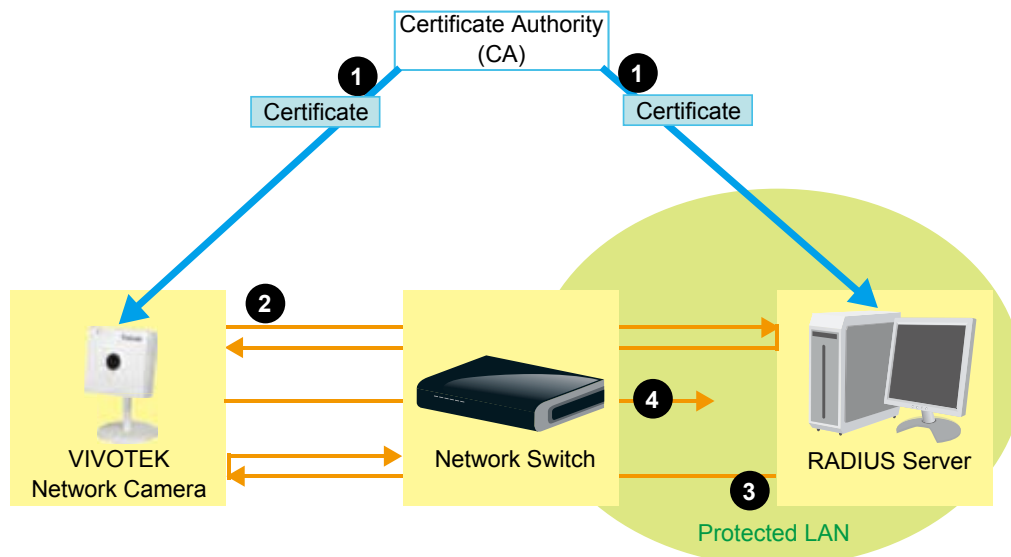 Certificate Authority
(CA)
1
1
Certificate
Certificate
2
4
VIVOTEK
Network Camera
Network Switch
RADIUS Server
3
Protected LAN